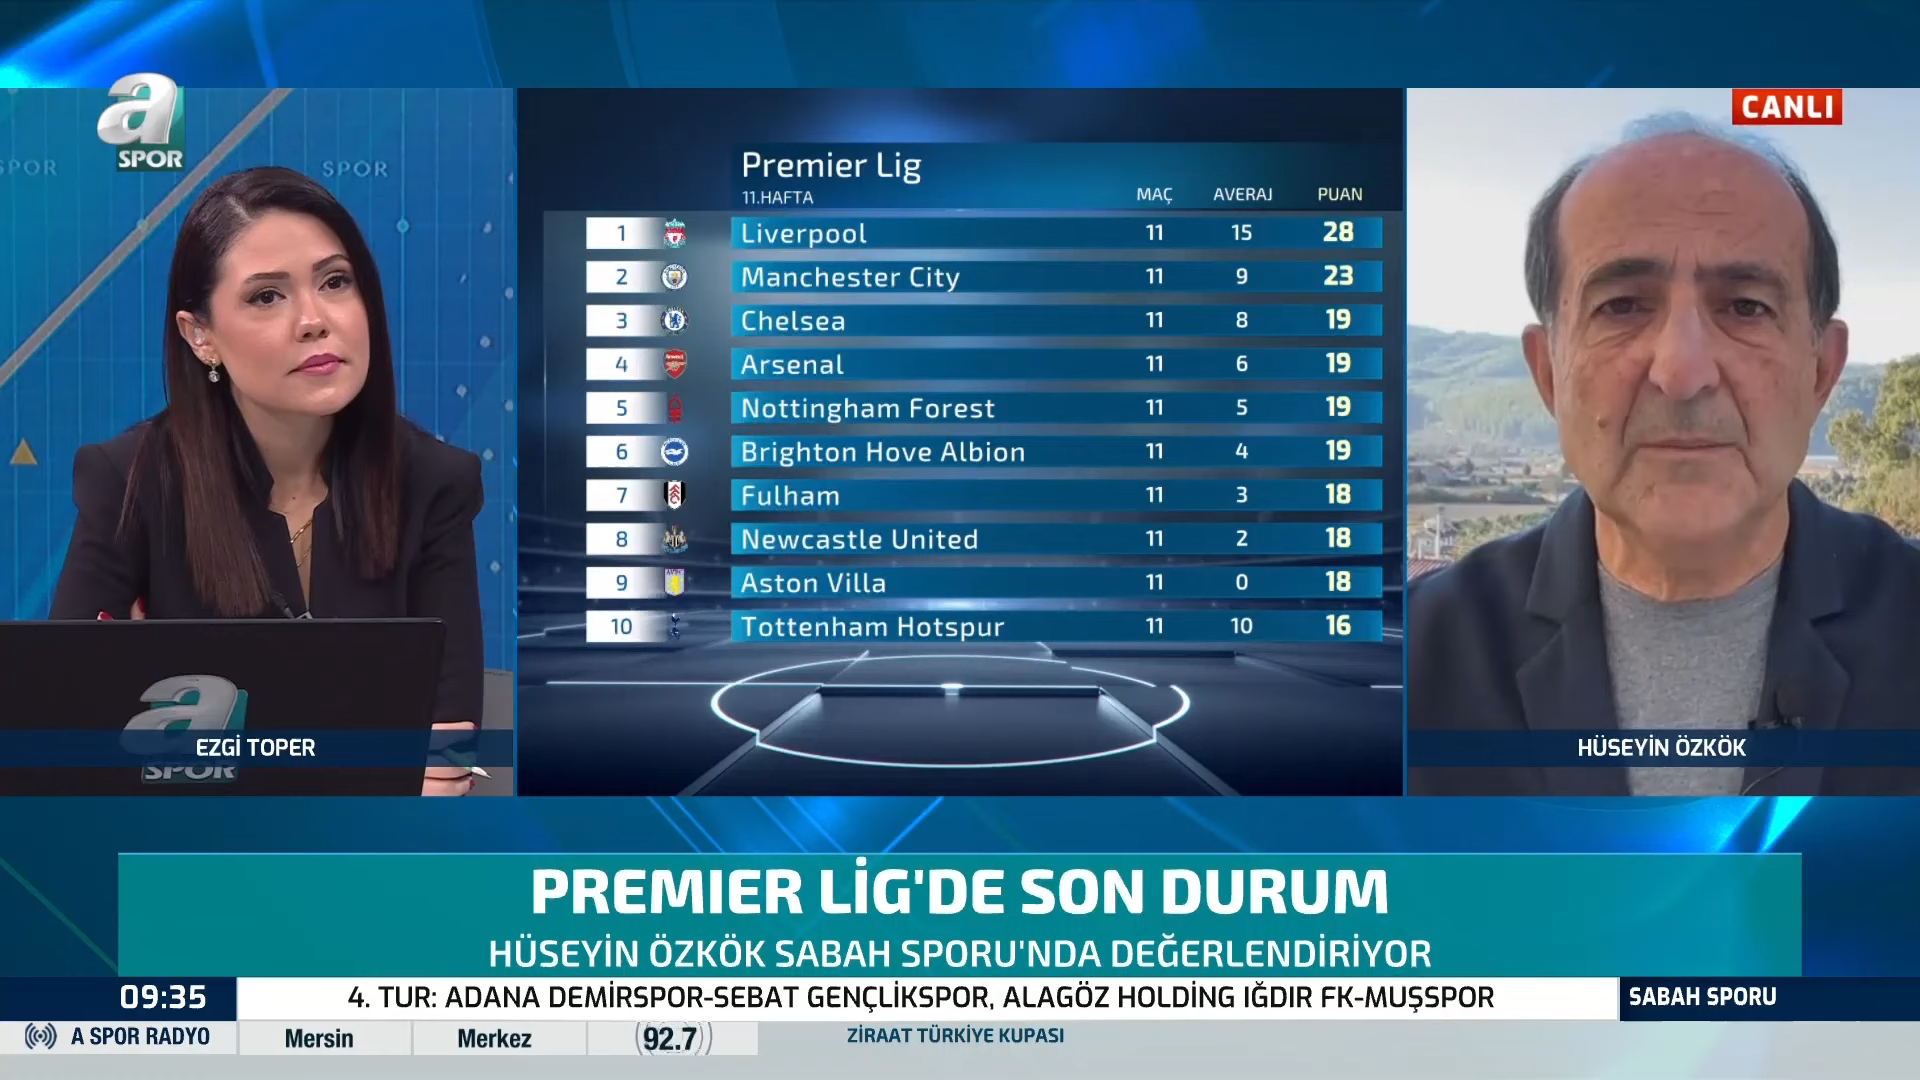 a
SPOR
SPOR
SPOR
CANLI
Premier Lig
11.HAFTA MAÇ AVERAJ PUAN
1 Liverpool 11 15 28
2 Manchester City 11 9 23
3 Chelsea 11 8 19
4 Arsenal 11 6 19
5 Nottingham Forest 11 5 19
6 Brighton Hove Albion 11 4 19
7 Fulham 11 3 18
8 Newcastle United 11 2 18
9 Aston Villa 11 0 18
10 Tottenham Hotspur 11 10 16
a
SPOR
EZGİ TOPER
HÜSEYİN ÖZKÖK
PREMIER LİG'DE SON DURUM
HÜSEYİN ÖZKÖK SABAH SPORU'NDA DEĞERLENDİRİYOR
09:35 4. TUR: ADANA DEMİRSPOR-SEBAT GENÇLİKSPOR, ALAGÖZ HOLDİNG IĞDIR FK-MUŞSPOR SABAH SPORU
A SPOR RADYO Mersin Merkez 92.7 ZİRAAT TÜRKİYE KUPASI